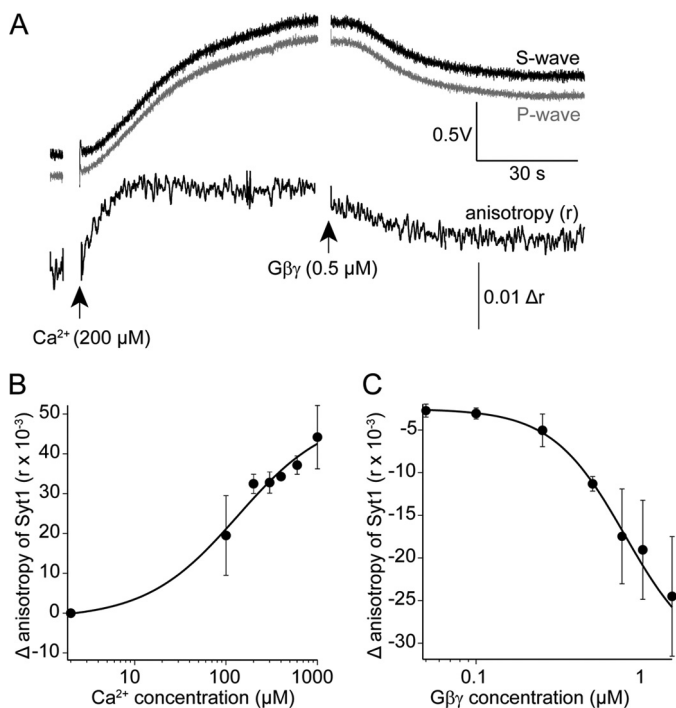 A
S-wave
P-wave
0.5V
30 s
anisotropy (r)
Gβγ (0.5 µM)
0.01 Δr
Ca²⁺ (200 µM)
B
Δ anisotropy of Syt1 (r x 10⁻³)
50
40
30
20
10
0
-10
10
100
1000
Ca²⁺ concentration (µM)
C
Δ anisotropy of Syt1 (r x 10⁻³)
-5
-10
-15
-20
-25
-30
0.1
1
Gβγ concentration (µM)